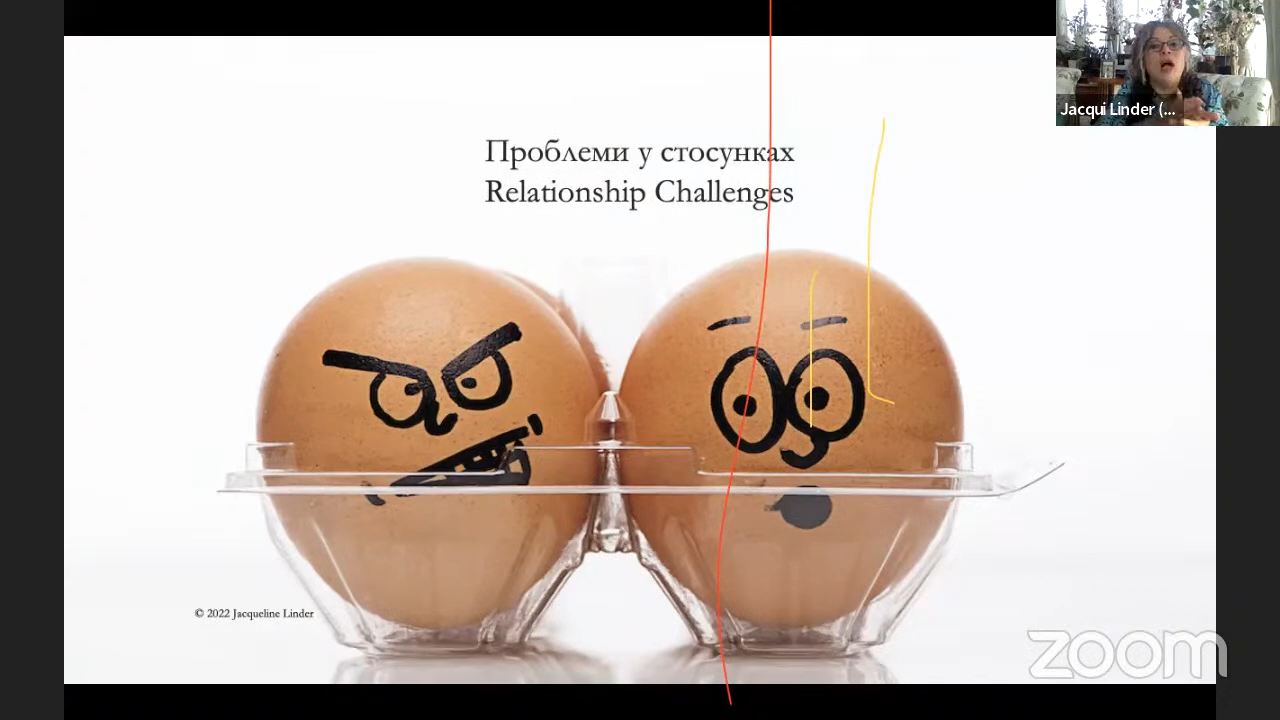 Jacqui Linder (...
Проблеми у стосунках
Relationship Challenges
© 2022 Jacqueline Linder
zoom